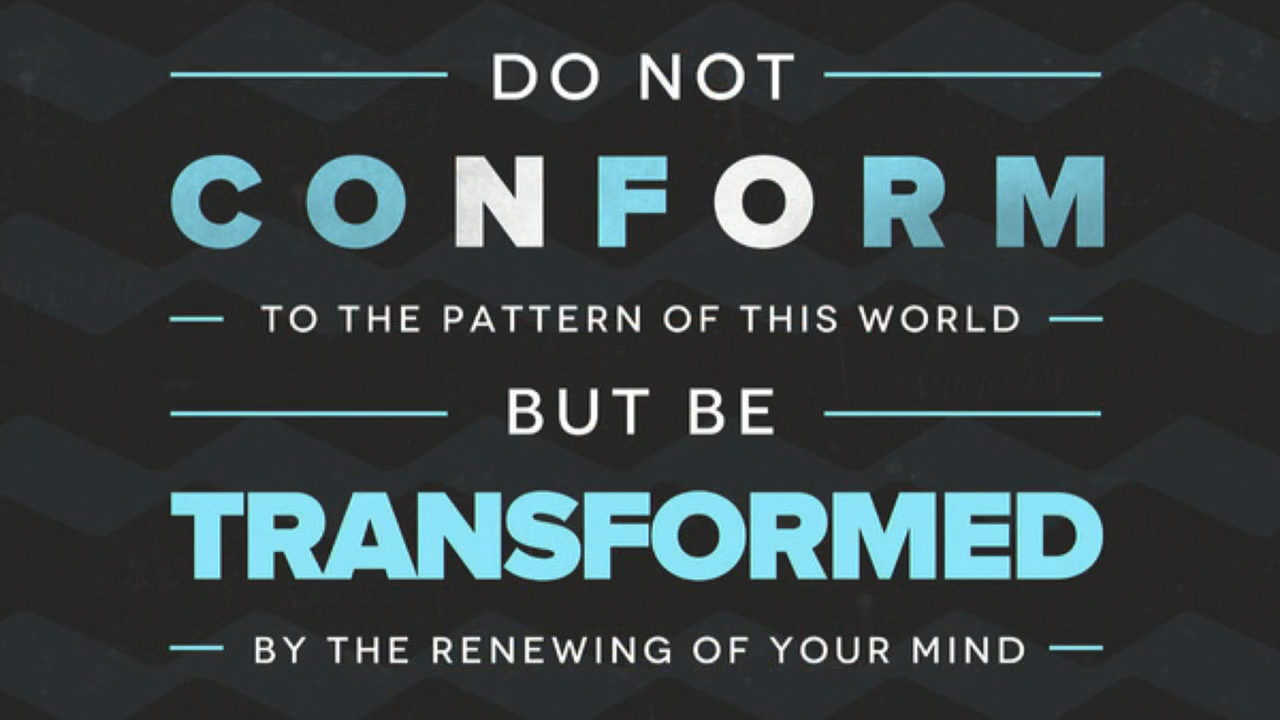 DO NOT
CONFORM
TO THE PATTERN OF THIS WORLD
BUT BE
TRANSFORMED
BY THE RENEWING OF YOUR MIND